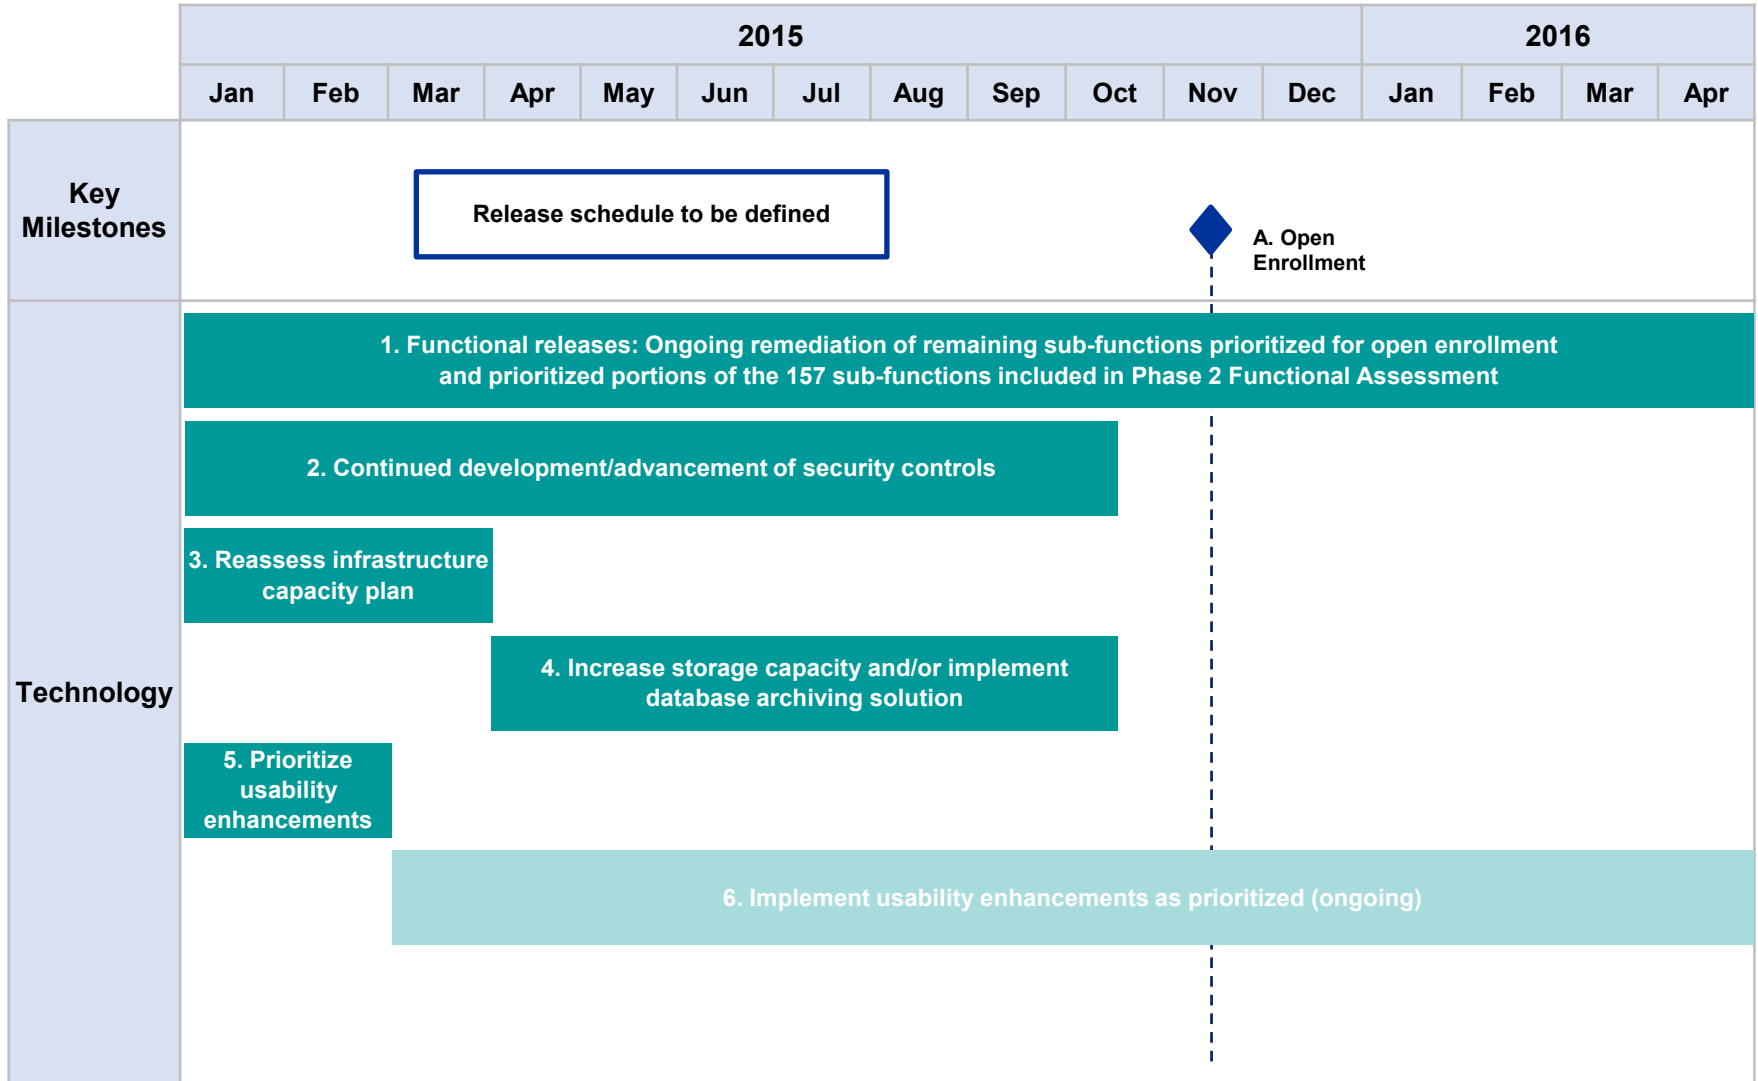 2015
2016
Jan
Feb
Mar
Apr
May
Jun
Jul
Aug
Sep
Oct
Nov
Dec
Jan
Feb
Mar
Apr
Key
Milestones
Release schedule to be defined
A. Open
Enrollment
Technology
1. Functional releases: Ongoing remediation of remaining sub-functions prioritized for open enrollment
and prioritized portions of the 157 sub-functions included in Phase 2 Functional Assessment
2. Continued development/advancement of security controls
3. Reassess infrastructure
capacity plan
4. Increase storage capacity and/or implement
database archiving solution
5. Prioritize
usability
enhancements
6. Implement usability enhancements as prioritized (ongoing)